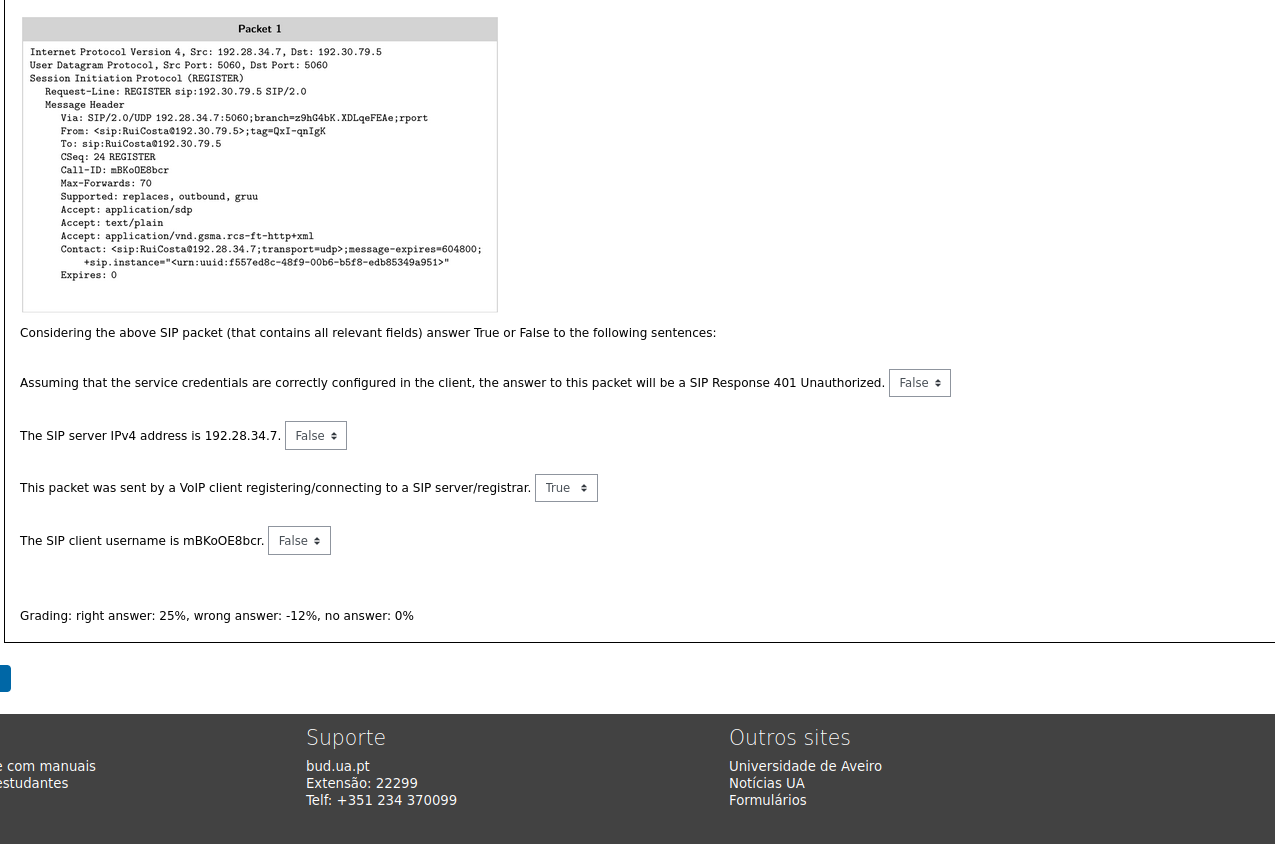 Packet 1
Internet Protocol Version 4, Src: 192.28.34.7, Dst: 192.30.79.5
User Datagram Protocol, Src Port: 5060, Dst Port: 5060
Session Initiation Protocol (REGISTER)
Request-Line: REGISTER sip:192.30.79.5 SIP/2.0
Message Header
Via: SIP/2.0/UDP 192.28.34.7:5060;branch=z9hG4bK.XDLqeFEAe;rport
From: <sip:RuiCosta@192.30.79.5>;tag=QxI-qnIgK
To: sip:RuiCosta@192.30.79.5
CSeq: 24 REGISTER
Call-ID: mBKoOE8bcr
Max-Forwards: 70
Supported: replaces, outbound, gruu
Accept: application/sdp
Accept: text/plain
Accept: application/vnd.gsma.rcs-ft-http+xml
Contact: <sip:RuiCosta@192.28.34.7;transport=udp>;message-expires=604800;
+sip.instance="<urn:uuid:f557ed8c-48f9-00b6-b5f8-edb85349a951>"
Expires: 0
Considering the above SIP packet (that contains all relevant fields) answer True or False to the following sentences:
Assuming that the service credentials are correctly configured in the client, the answer to this packet will be a SIP Response 401 Unauthorized. False
The SIP server IPv4 address is 192.28.34.7. False
This packet was sent by a VoIP client registering/connecting to a SIP server/registrar. True
The SIP client username is mBKoOE8bcr. False
Grading: right answer: 25%, wrong answer: -12%, no answer: 0%
Suporte
Outros sites
e com manuais
bud.ua.pt
Universidade de Aveiro
estudantes
Extensão: 22299
Notícias UA
Telf: +351 234 370099
Formulários